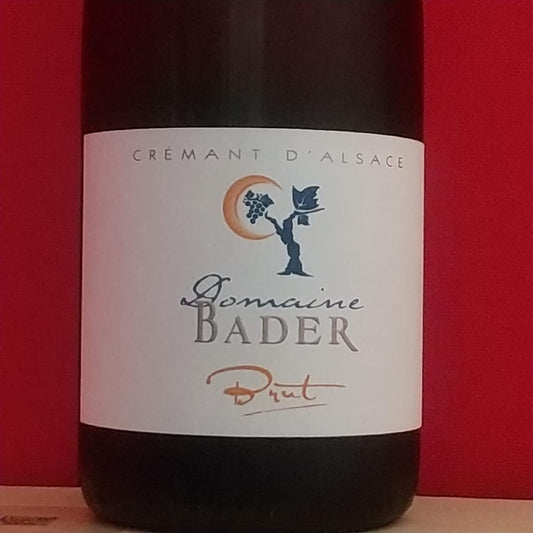 CRÉMANT D'ALSACE
Domaine
BADER
Brut